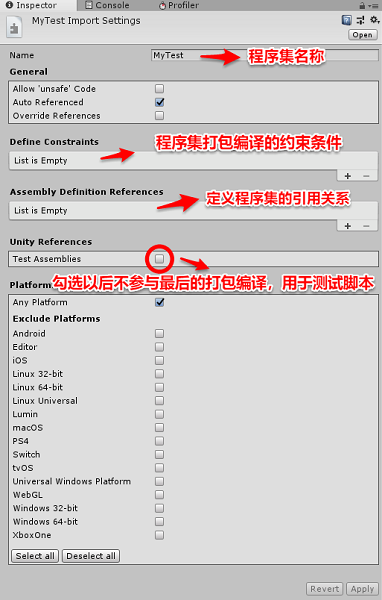 Inspector Console Profiler
MyTest Import Settings
Open
Name MyTest 程序集名称
General
Allow 'unsafe' Code
Auto Referenced
Override References
Define Constraints
程序集打包编译的约束条件
List is Empty
+ −
Assembly Definition References
定义程序集的引用关系
List is Empty
+ −
Unity References
Test Assemblies
勾选以后不参与最后的打包编译，用于测试脚本
Platform
Any Platform
Exclude Platforms
Android
Editor
iOS
Linux 32-bit
Linux 64-bit
Linux Universal
Lumin
macOS
PS4
Switch
tvOS
Universal Windows Platform
WebGL
Windows 32-bit
Windows 64-bit
XboxOne
Select all Deselect all
Revert Apply